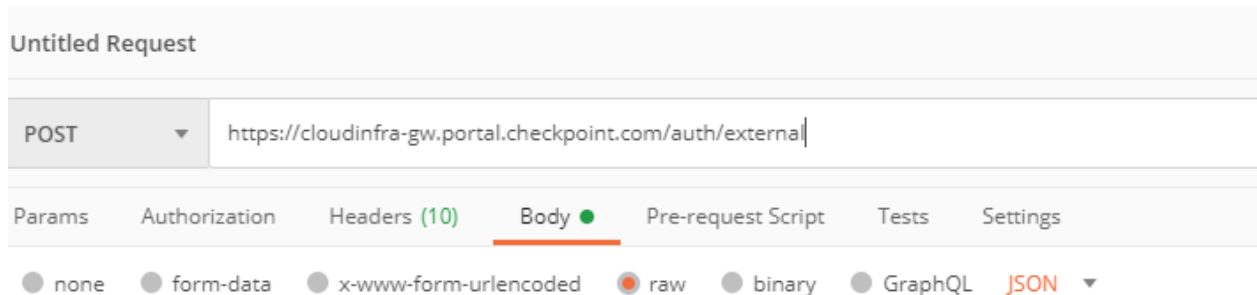 Untitled Request
POST https://cloudinfra-gw.portal.checkpoint.com/auth/external
Params Authorization Headers (10) Body Pre-request Script Tests Settings
none form-data x-www-form-urlencoded raw binary GraphQL JSON